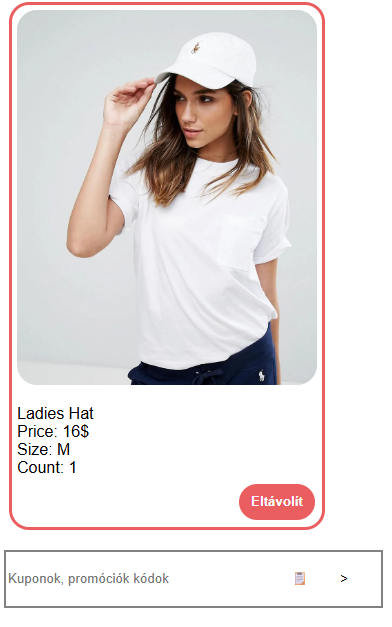 Ladies Hat
Price: 16$
Size: M
Count: 1
Eltávolít
Kuponok, promóciók kódok
>